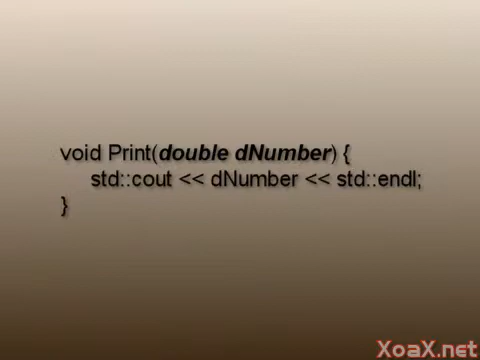 void Print(double dNumber) {
std::cout << dNumber << std::endl;
}
XoaX.net